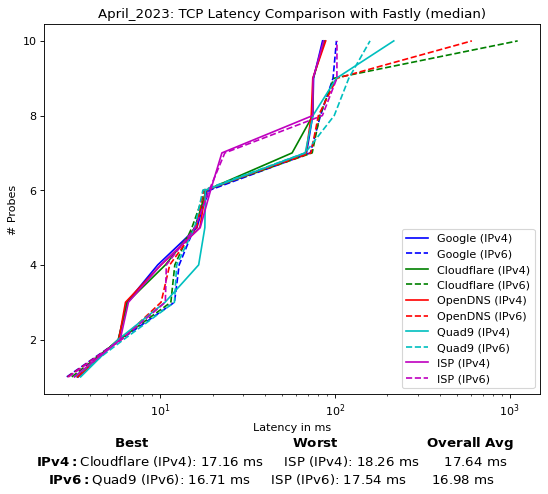 April_2023: TCP Latency Comparison with Fastly (median)
# Probes
10
8
6
4
2
10¹
10²
10³
Latency in ms
Google (IPv4)
Google (IPv6)
Cloudflare (IPv4)
Cloudflare (IPv6)
OpenDNS (IPv4)
OpenDNS (IPv6)
Quad9 (IPv4)
Quad9 (IPv6)
ISP (IPv4)
ISP (IPv6)
Best Worst Overall Avg
IPv4: Cloudflare (IPv4): 17.16 ms ISP (IPv4): 18.26 ms 17.64 ms
IPv6: Quad9 (IPv6): 16.71 ms ISP (IPv6): 17.54 ms 16.98 ms